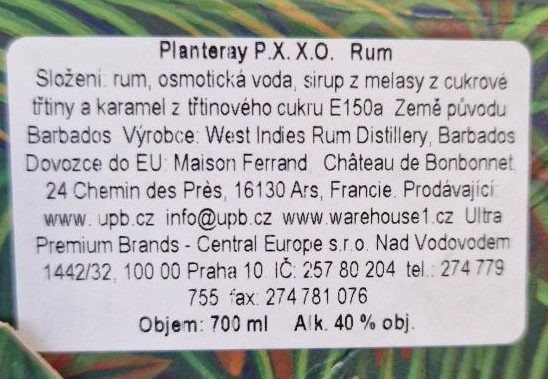 Planteray P.X. X.O. Rum
Složení: rum, osmotická voda, sirup z melasy z cukrové
třtiny a karamel z třtinového cukru E150a Země původu:
Barbados Výrobce: West Indies Rum Distillery, Barbados
Dovozce do EU: Maison Ferrand, Château de Bonbonnet,
24 Chemin des Près, 16130 Ars, Francie. Prodávající:
www. upb.cz info@upb.cz www.warehouse1.cz Ultra
Premium Brands - Central Europe s.r.o. Nad Vodovodem
1442/32, 100 00 Praha 10 IČ: 257 80 204 tel.: 274 779
755 fax: 274 781 076
Objem: 700 ml Alk. 40 % obj.